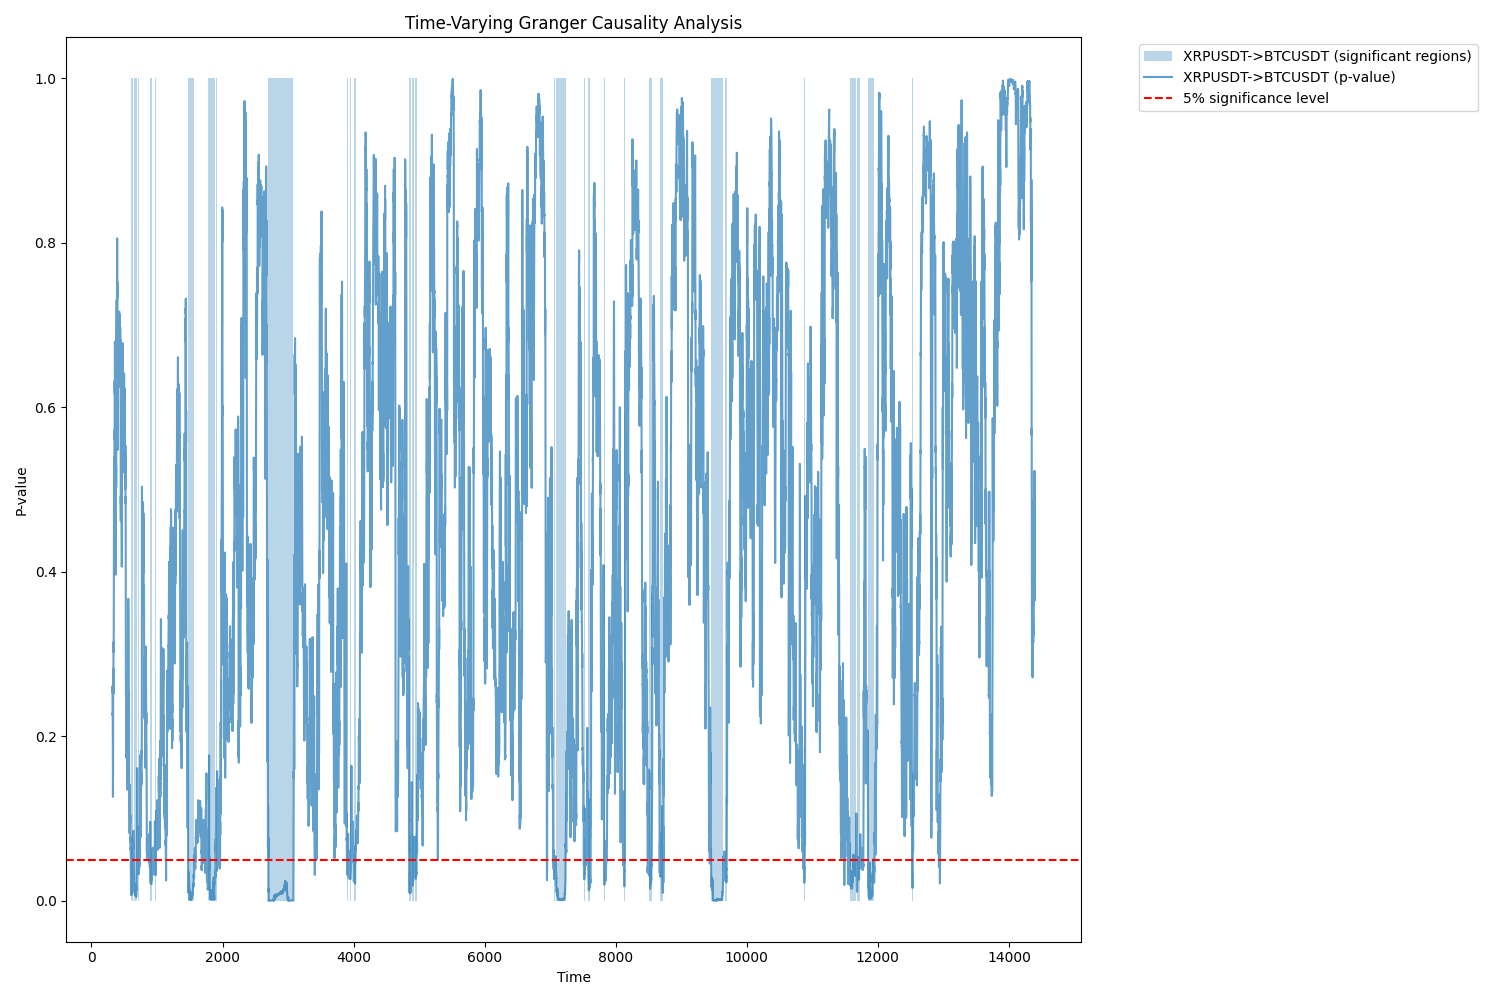 Time-Varying Granger Causality Analysis
XRPUSDT->BTCUSDT (significant regions)
XRPUSDT->BTCUSDT (p-value)
5% significance level
1.0
0.8
0.6
0.4
0.2
0.0
P-value
0 2000 4000 6000 8000 10000 12000 14000
Time